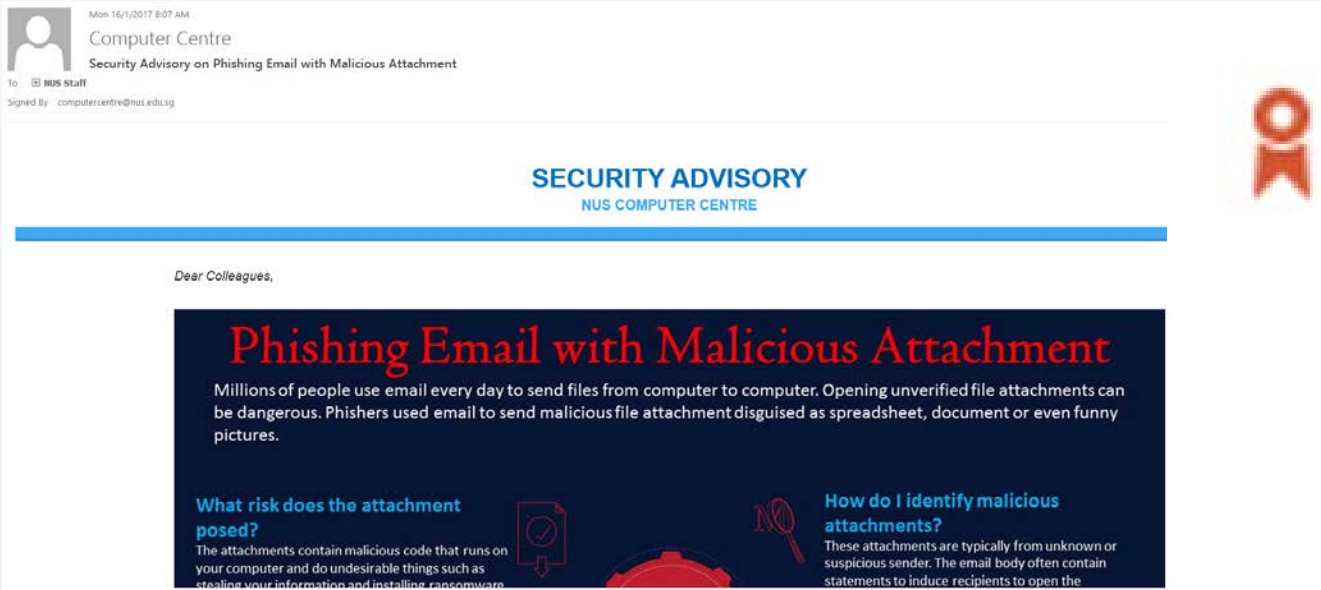 Mon 16/1/2017 8:07 AM
Computer Centre
Security Advisory on Phishing Email with Malicious Attachment
To NUS Staff
Signed By computercentre@nus.edu.sg
SECURITY ADVISORY
NUS COMPUTER CENTRE
Dear Colleagues,
Phishing Email with Malicious Attachment
Millions of people use email every day to send files from computer to computer. Opening unverified file attachments can
be dangerous. Phishers used email to send malicious file attachment disguised as spreadsheet, document or even funny
pictures.
What risk does the attachment
posed?
The attachments contain malicious code that runs on
your computer and do undesirable things such as
stealing your information and installing ransomware
How do I identify malicious
attachments?
These attachments are typically from unknown or
suspicious sender. The email body often contain
statements to induce recipients to open the